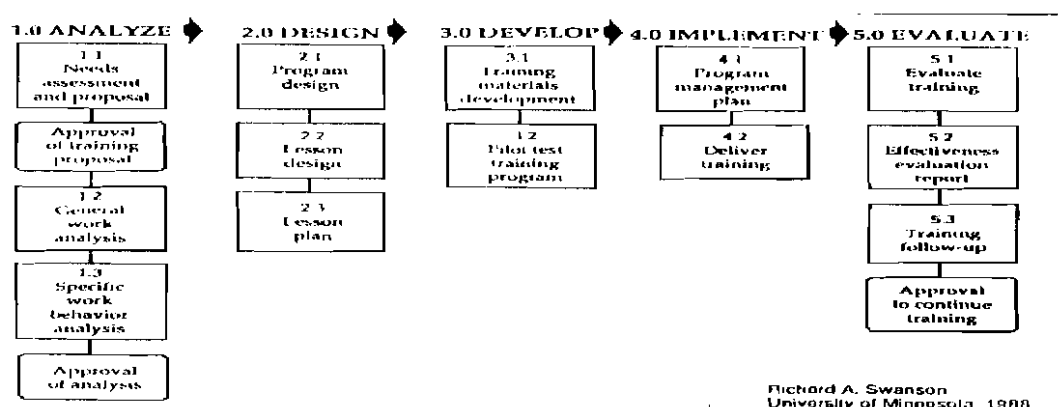 1.0 ANALYZE
1.1
Needs
assessment
and proposal
Approval
of training
proposal
1.2
General
work
analysis
1.3
Specific
work
behavior
analysis
Approval
of analysis
2.0 DESIGN
2.1
Program
design
2.2
Lesson
design
2.3
Lesson
plan
3.0 DEVELOP
3.1
Training
materials
development
3.2
Pilot test
training
program
4.0 IMPLEMENT
4.1
Program
management
plan
4.2
Deliver
training
5.0 EVALUATE
5.1
Evaluate
training
5.2
Effectiveness
evaluation
report
5.3
Training
follow-up
Approval
to continue
training
Richard A. Swanson
University of Minnesota, 1988